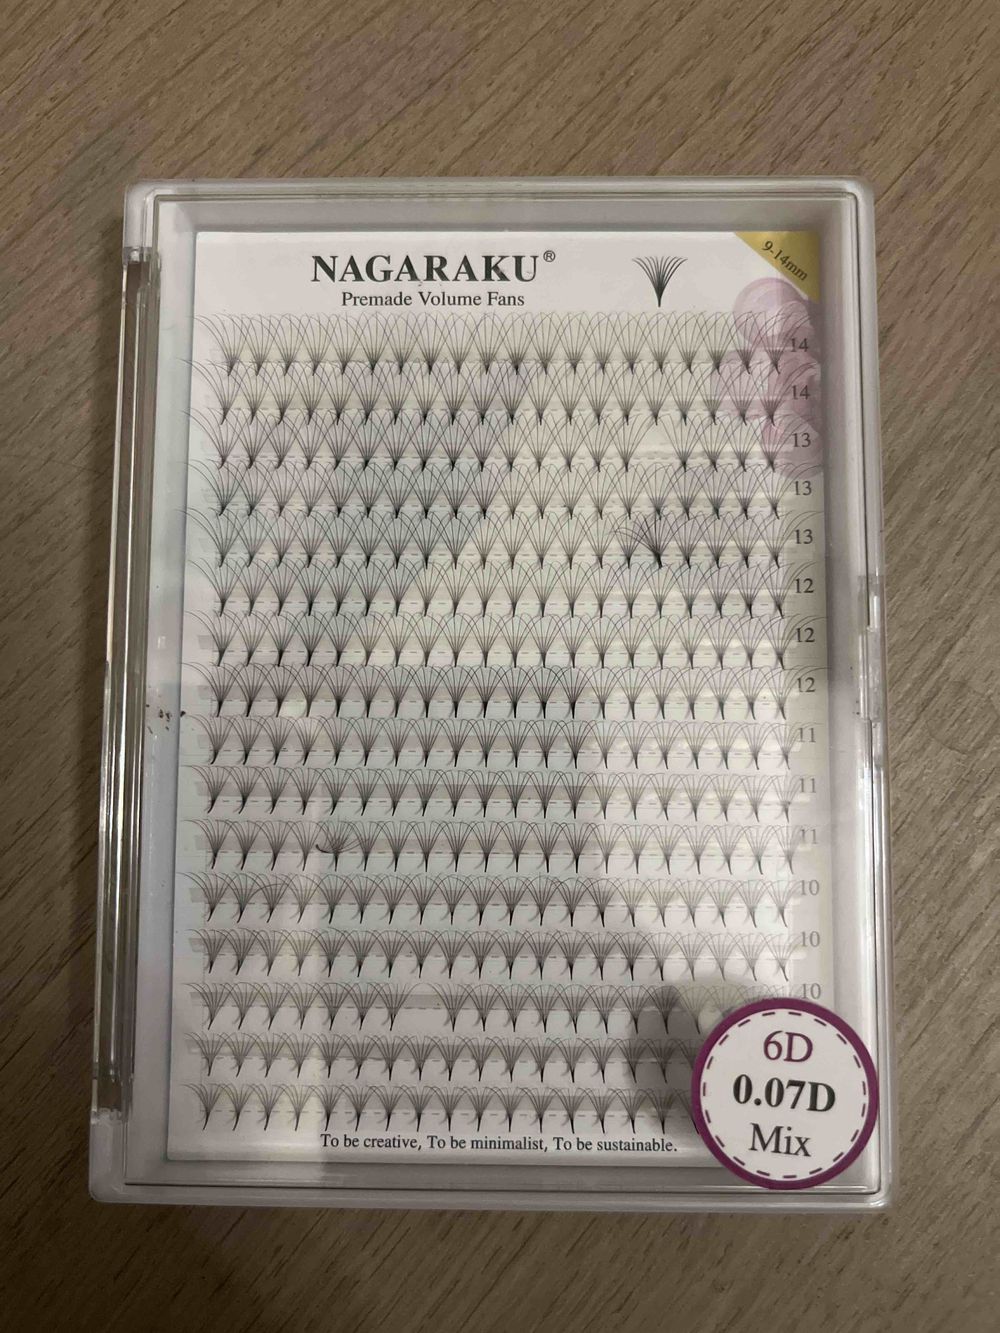 NAGARAKU®
Premade Volume Fans
9-14mm
14
14
13
13
13
12
12
12
11
11
11
10
10
10
6D
0.07D
Mix
To be creative, To be minimalist, To be sustainable.